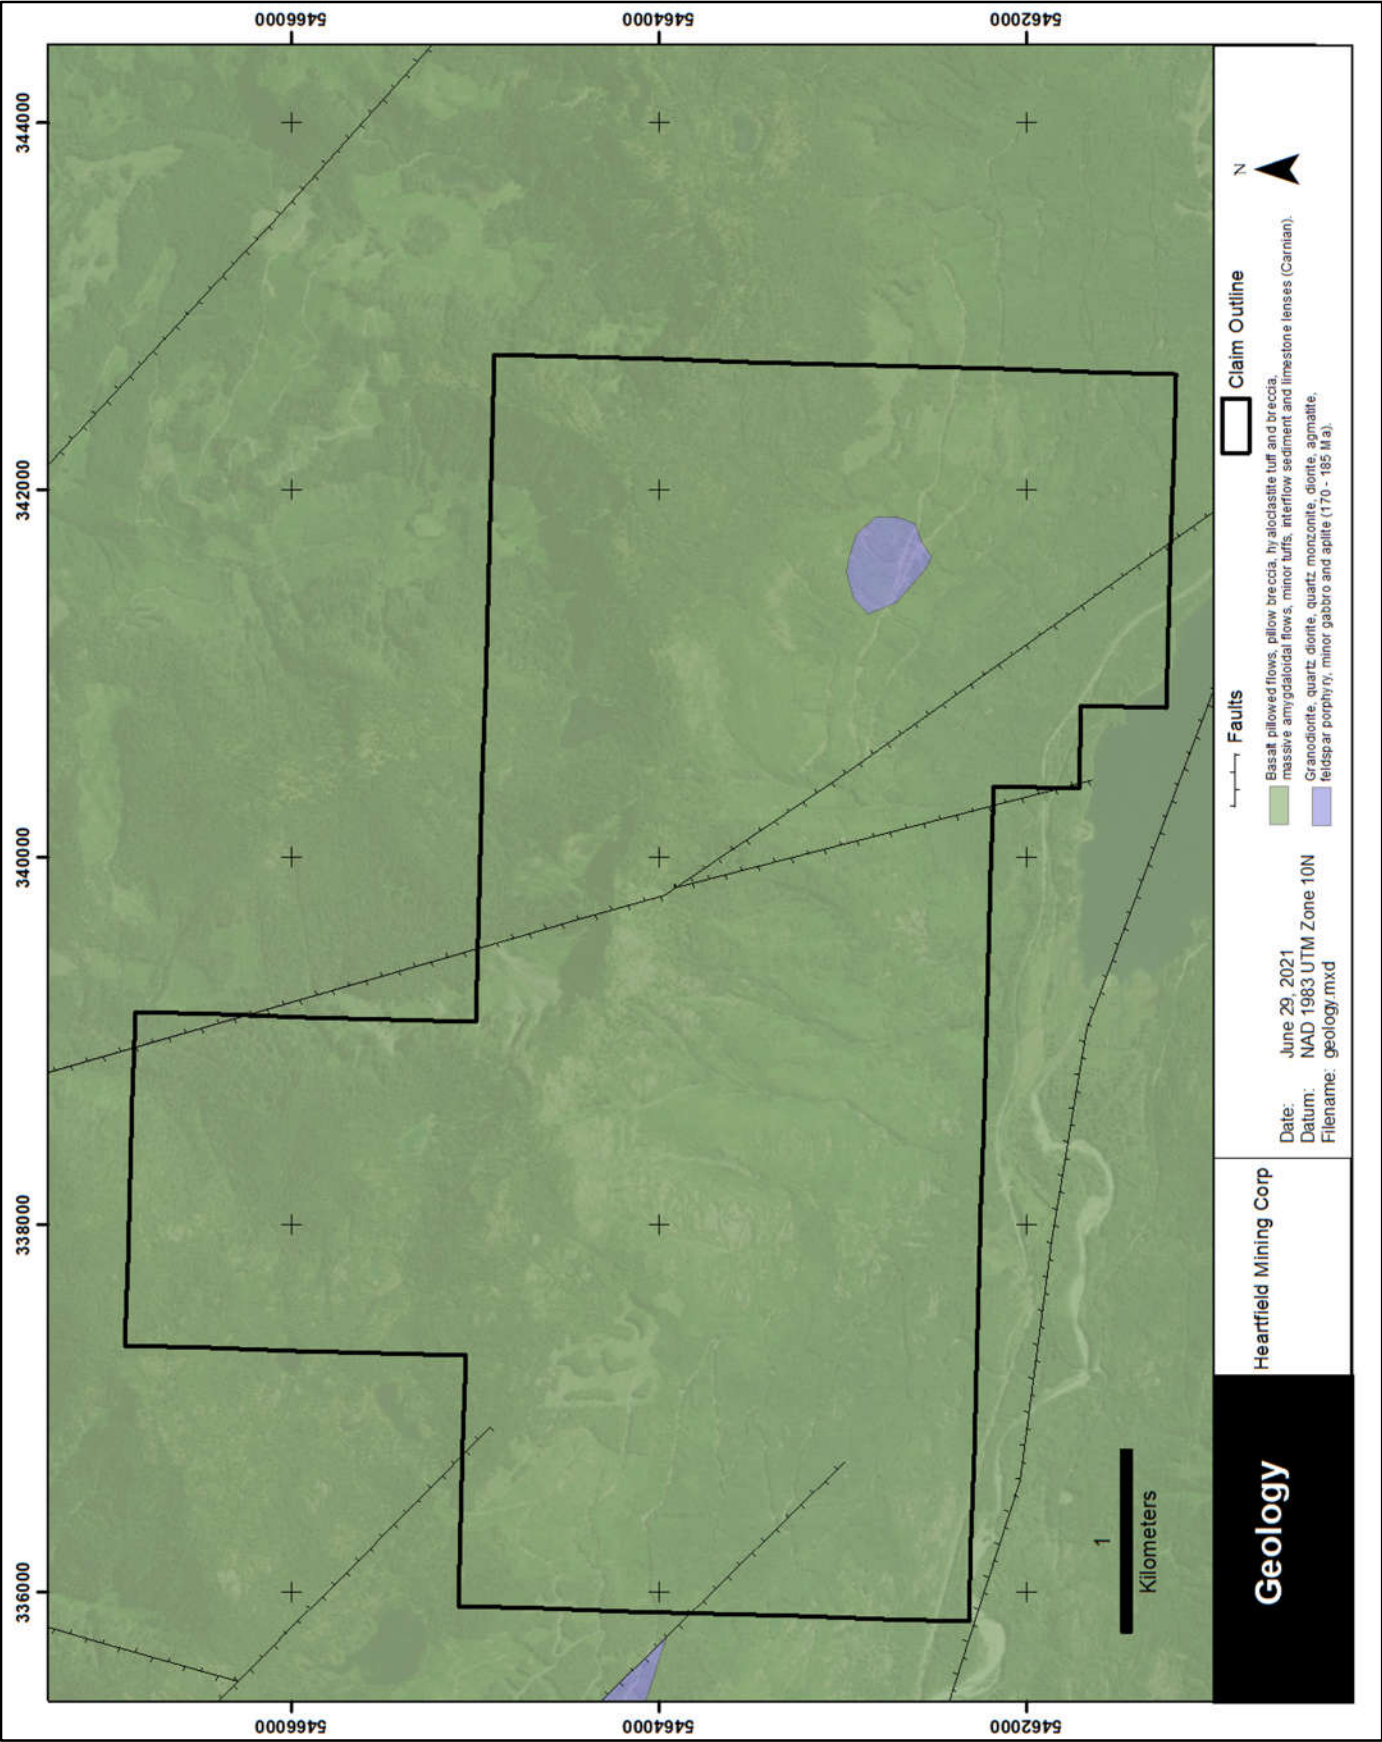 336000
338000
340000
342000
344000
5466000
5464000
5462000
5466000
5464000
5462000
1
Kilometers
Geology
Heartfield Mining Corp
Date: June 29, 2021
Datum: NAD 1983 UTM Zone 10N
Filename: geology.mxd
Faults
Claim Outline
N
Basalt pillowed flows, pillow breccia, hyaloclastite tuff and breccia,
massive amygdaloidal flows, minor tuffs, interflow sediment and limestone lenses (Carnian).
Granodiorite, quartz diorite, quartz monzonite, diorite, agmatite,
feldspar porphyry, minor gabbro and aplite (170 - 185 Ma).